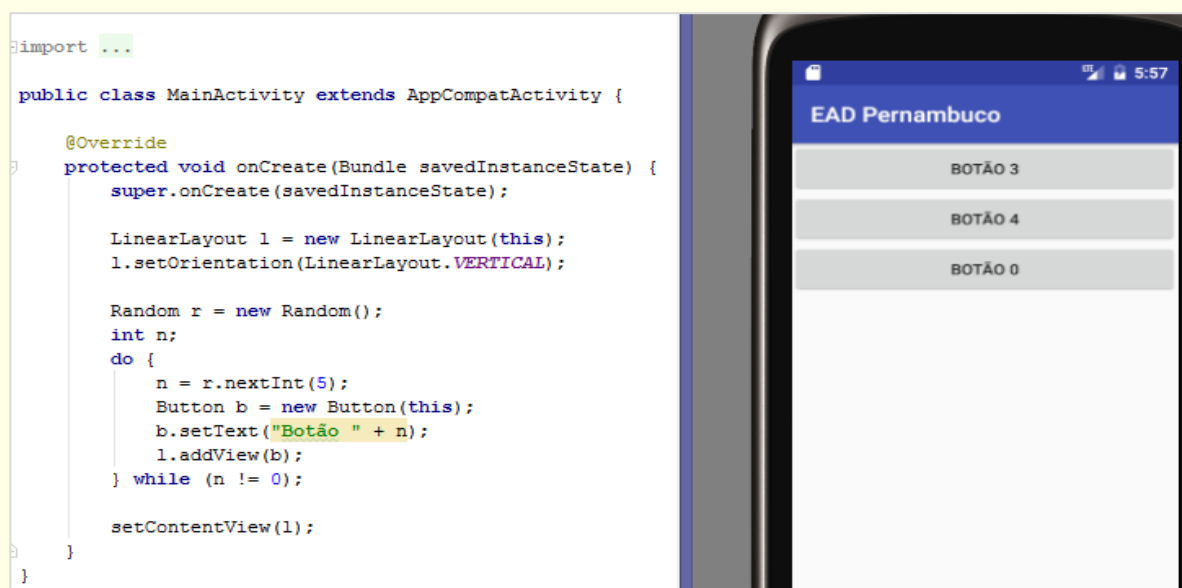 import ...
public class MainActivity extends AppCompatActivity {
@Override
protected void onCreate(Bundle savedInstanceState) {
super.onCreate(savedInstanceState);
LinearLayout l = new LinearLayout(this);
l.setOrientation(LinearLayout.VERTICAL);
Random r = new Random();
int n;
do {
n = r.nextInt(5);
Button b = new Button(this);
b.setText("Botão " + n);
l.addView(b);
} while (n != 0);
setContentView(l);
}
}
LTE 5:57
EAD Pernambuco
BOTÃO 3
BOTÃO 4
BOTÃO 0